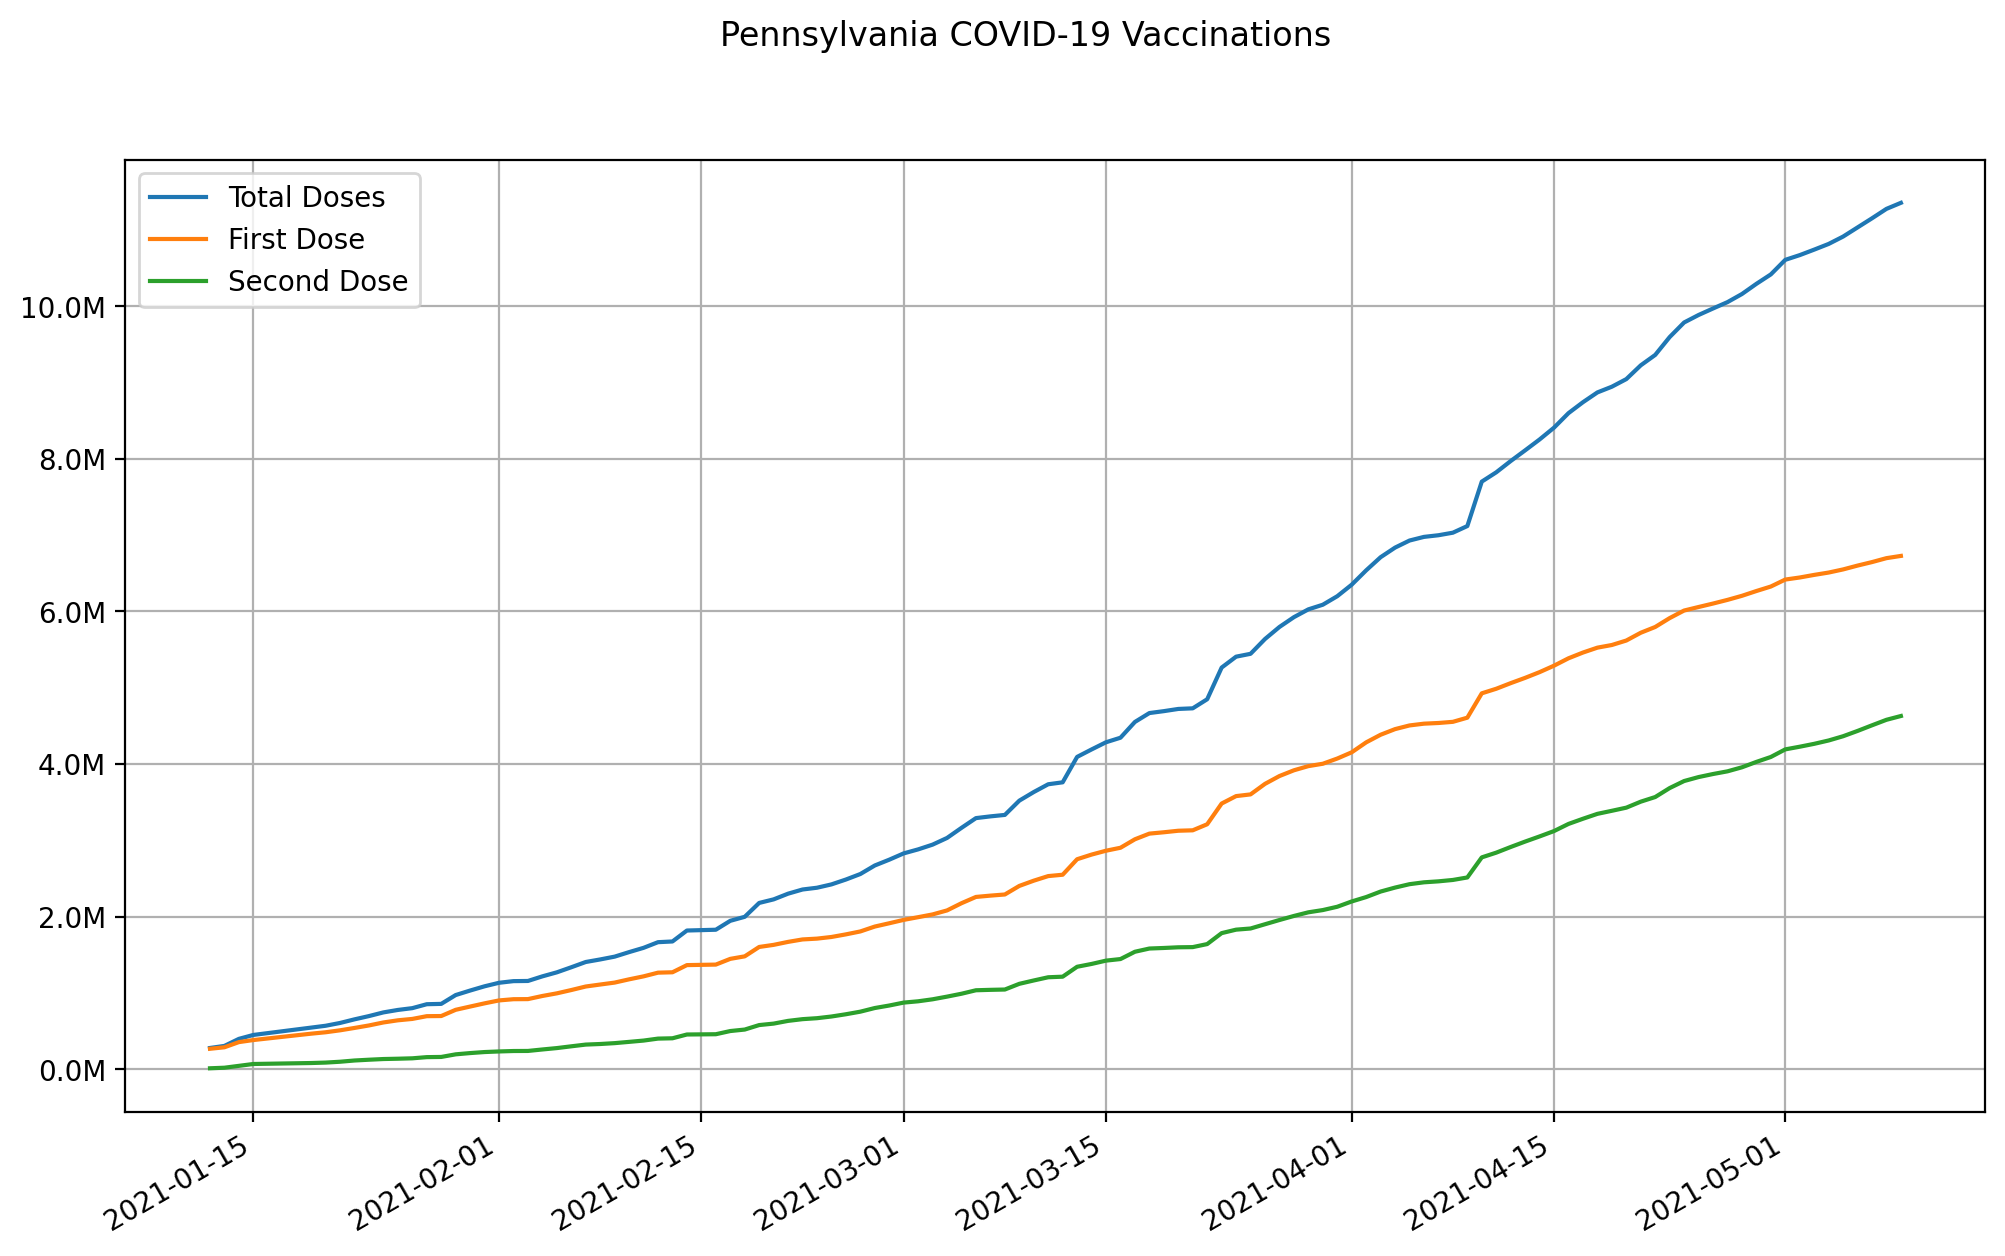 Pennsylvania COVID-19 Vaccinations
Total Doses
First Dose
Second Dose
10.0M
8.0M
6.0M
4.0M
2.0M
0.0M
2021-01-15
2021-02-01
2021-02-15
2021-03-01
2021-03-15
2021-04-01
2021-04-15
2021-05-01